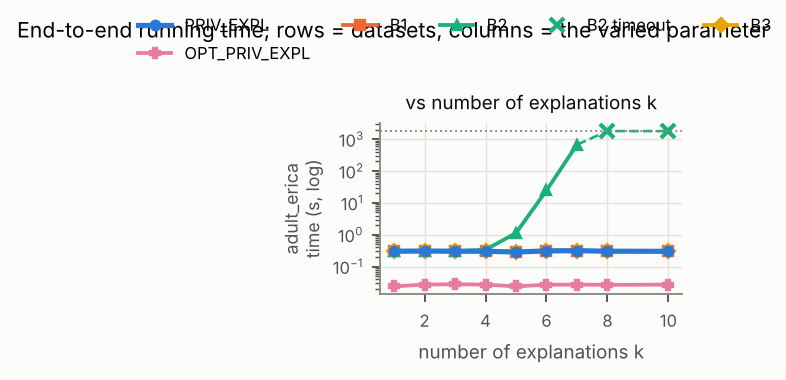 End-to-end running time; rows = datasets, columns = the varied parameter
PRIV_EXPL B1 B2 B2 timeout B3
OPT_PRIV_EXPL
vs number of explanations k
adult_erica
time (s, log)
10³
10²
10¹
10⁰
10⁻¹
2 4 6 8 10
number of explanations k